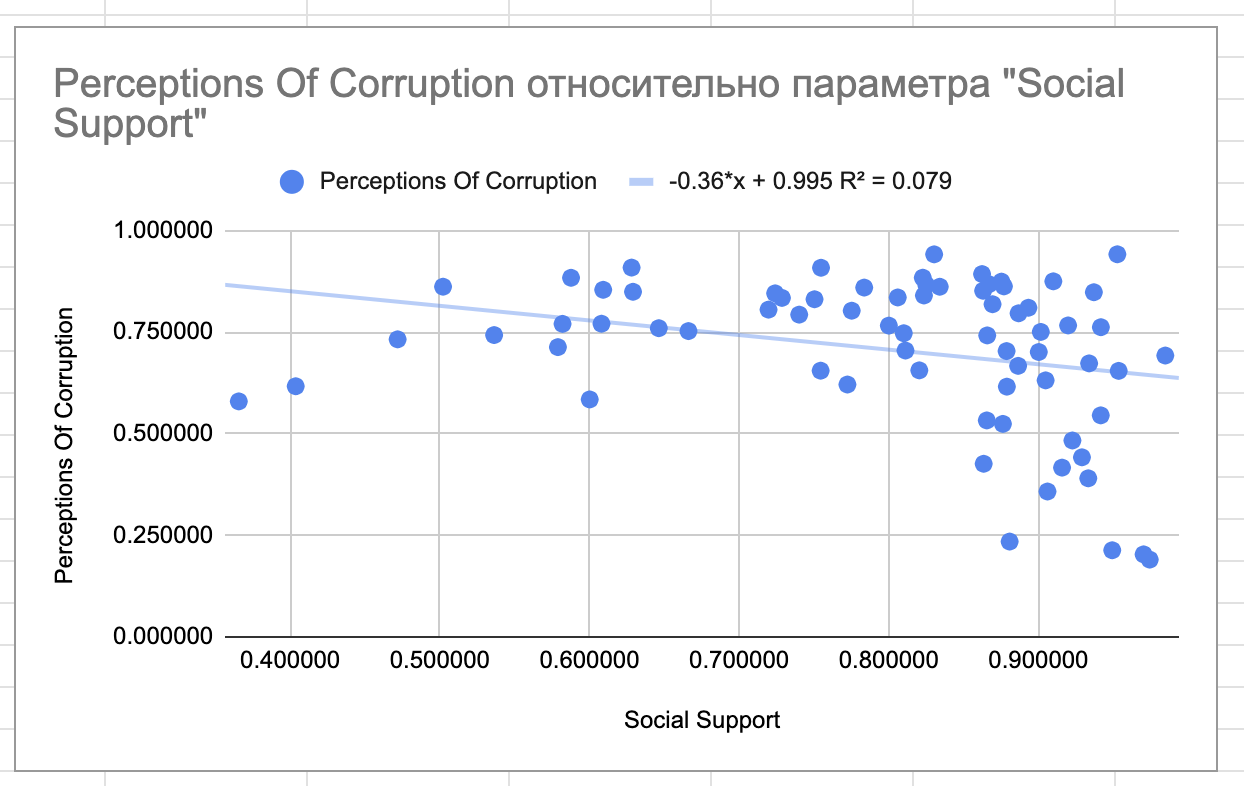 Perceptions Of Corruption относительно параметра "Social
Support"
Perceptions Of Corruption
-0.36*x + 0.995 R² = 0.079
1.000000
0.750000
0.500000
0.250000
0.000000
Perceptions Of Corruption
0.400000 0.500000 0.600000 0.700000 0.800000 0.900000
Social Support